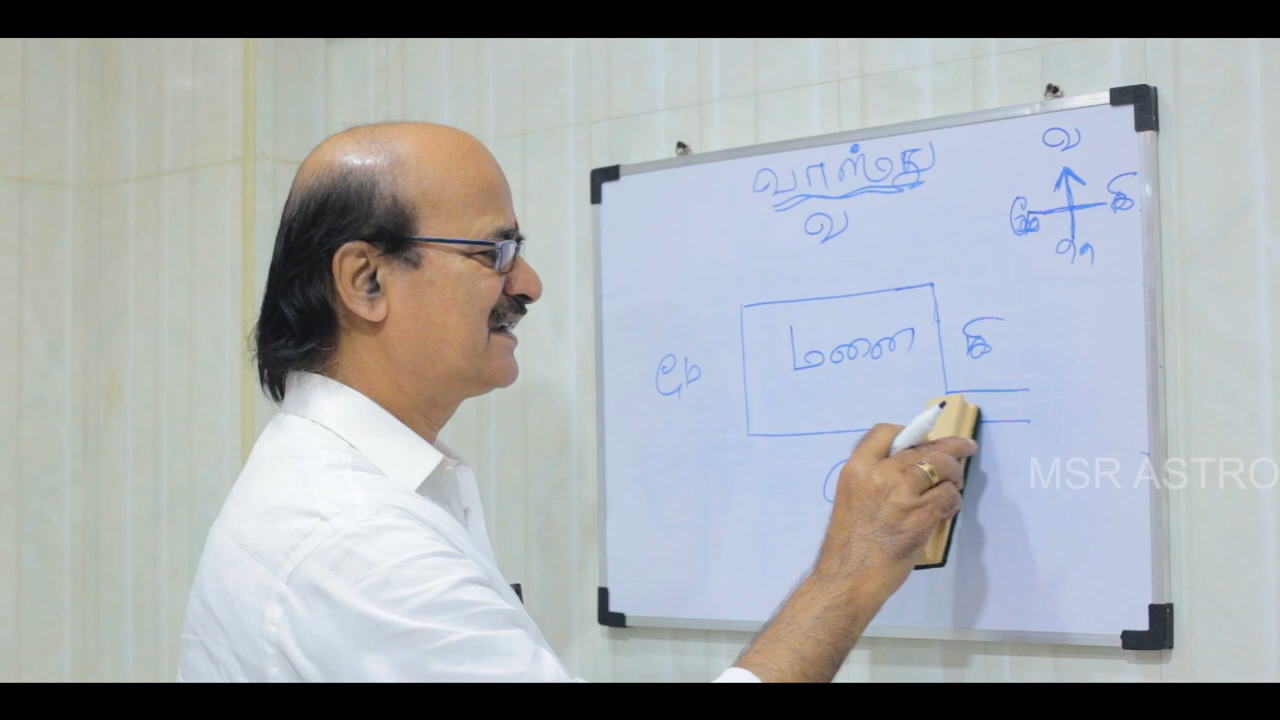 வாஸ்து
வ
வ
மே கி
தெ
மனை
கி
மே
MSR ASTRO